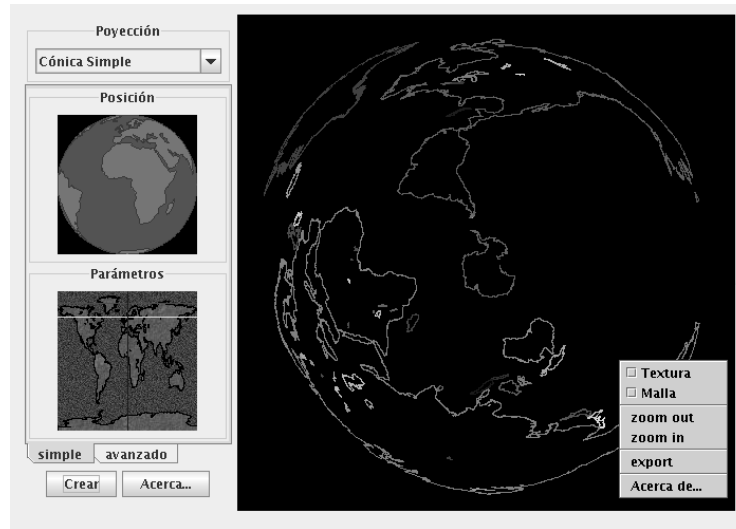 Poyección
Cónica Simple
Posición
Parámetros
simple avanzado
Crear Acerca...
Textura
Malla
zoom out
zoom in
export
Acerca de...